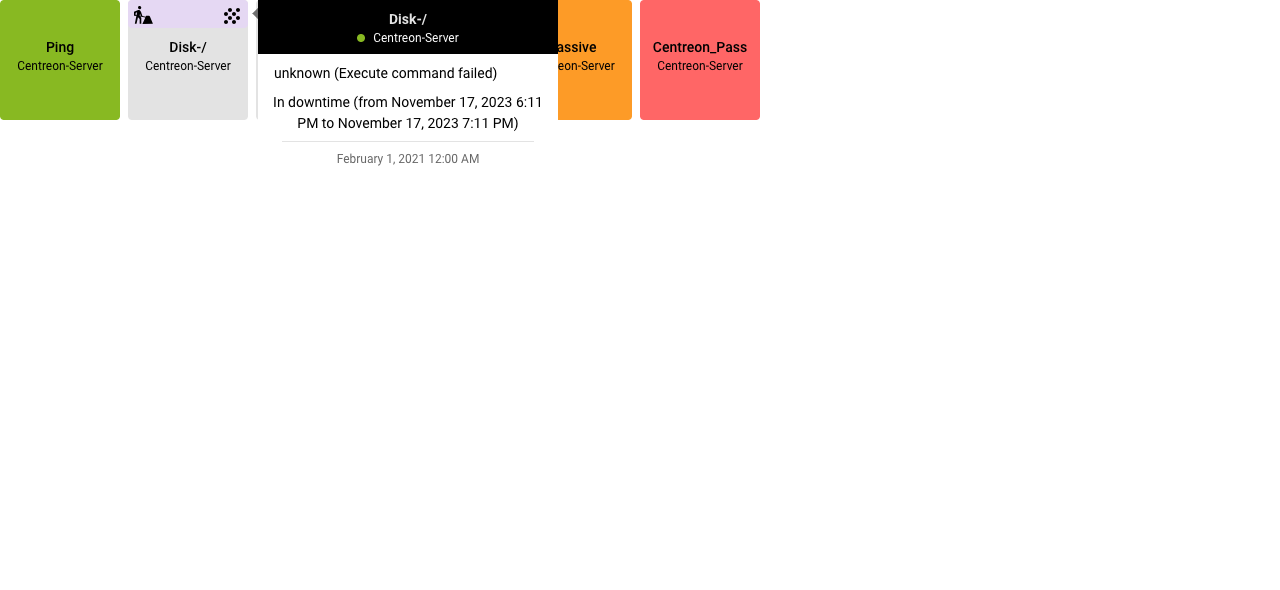 Ping
Centreon-Server
Disk-/
Centreon-Server
Disk-/
Centreon-Server
unknown (Execute command failed)
In downtime (from November 17, 2023 6:11
PM to November 17, 2023 7:11 PM)
February 1, 2021 12:00 AM
assive
eon-Server
Centreon_Pass
Centreon-Server